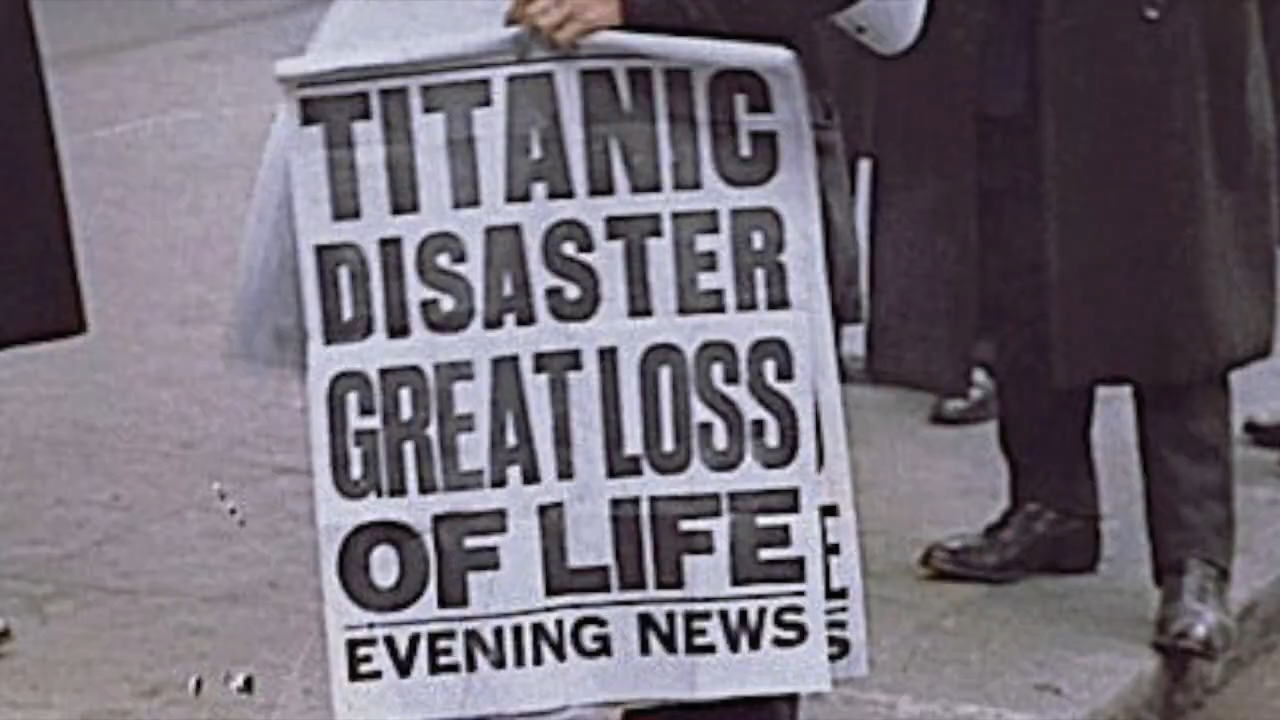 TITANIC
DISASTER
GREAT LOSS
OF LIFE
EVENING NEWS